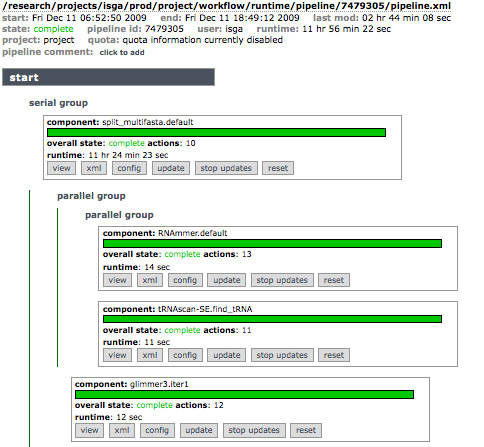 /research/projects/isga/prod/project/workflow/runtime/pipeline/7479305/pipeline.xml
start: Fri Dec 11 06:52:50 2009 end: Fri Dec 11 18:49:12 2009 last mod: 02 hr 44 min 08 sec
state: complete pipeline id: 7479305 user: isga runtime: 11 hr 56 min 22 sec
project: project quota: quota information currently disabled
pipeline comment: click to add
start
serial group
component: split_multifasta.default
overall state: complete actions: 10
runtime: 11 hr 24 min 23 sec
view xml config update stop updates reset
parallel group
parallel group
component: RNAmmer.default
overall state: complete actions: 13
runtime: 14 sec
view xml config update stop updates reset
component: tRNAscan-SE.find_tRNA
overall state: complete actions: 11
runtime: 11 sec
view xml config update stop updates reset
component: glimmer3.iter1
overall state: complete actions: 12
runtime: 12 sec
view xml config update stop updates reset